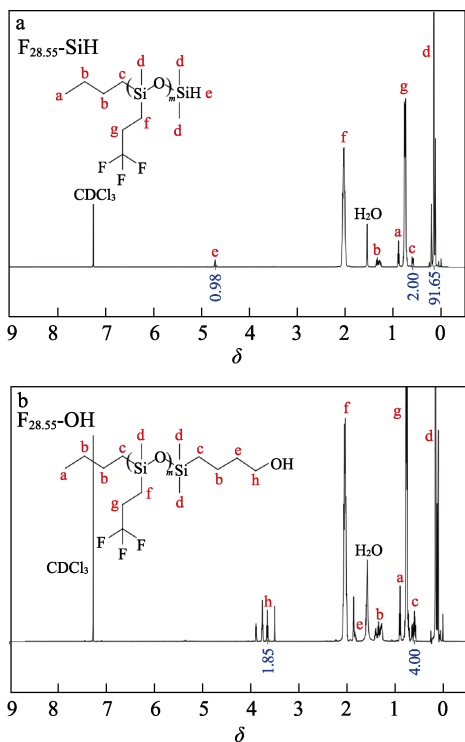 a
F28.55-SiH
b c d d
( O )m
Si SiH e
a b f d
g
F F
F
CDCl3
e
f
H2O
b
a
g
c
d
0.98
2.00
91.65
9 8 7 6 5 4 3 2 1 0
δ
b
F28.55-OH
b c d d c e OH
( O )m
Si Si
a b f d b h
g
F F
F
CDCl3
h
f
e
H2O
b
a
g
c
d
1.85
4.00
9 8 7 6 5 4 3 2 1 0
δ